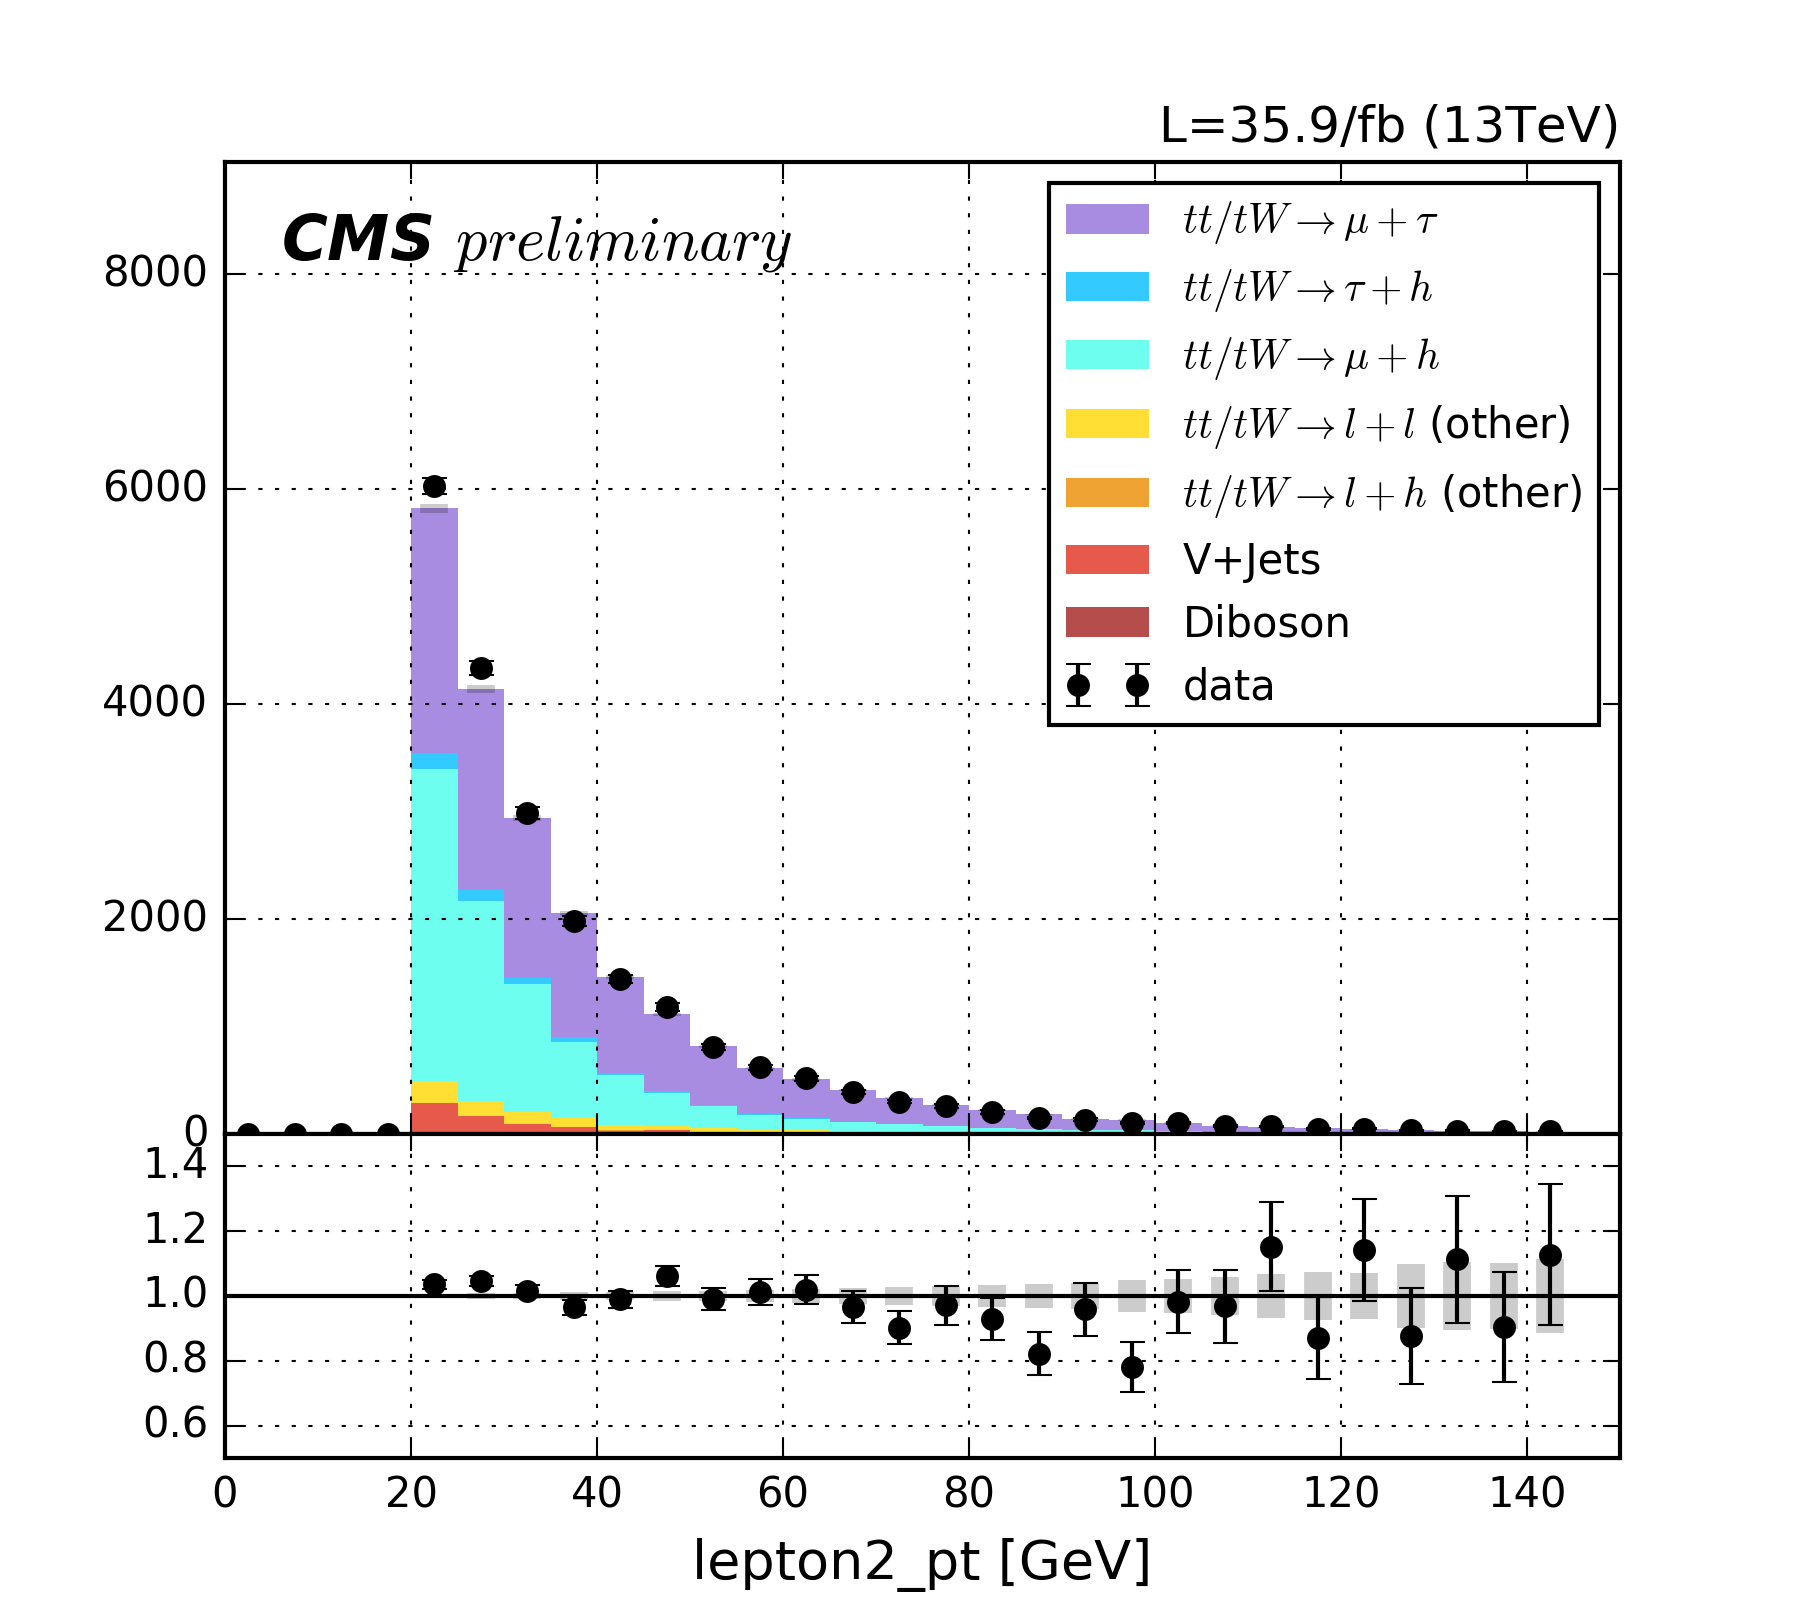 L=35.9/fb (13TeV)
CMS preliminary
tt/tW→μ+τ
tt/tW→τ+h
tt/tW→μ+h
tt/tW→l+l (other)
tt/tW→l+h (other)
V+Jets
Diboson
data
8000
6000
4000
2000
0
1.4
1.2
1.0
0.8
0.6
0 20 40 60 80 100 120 140
lepton2_pt [GeV]